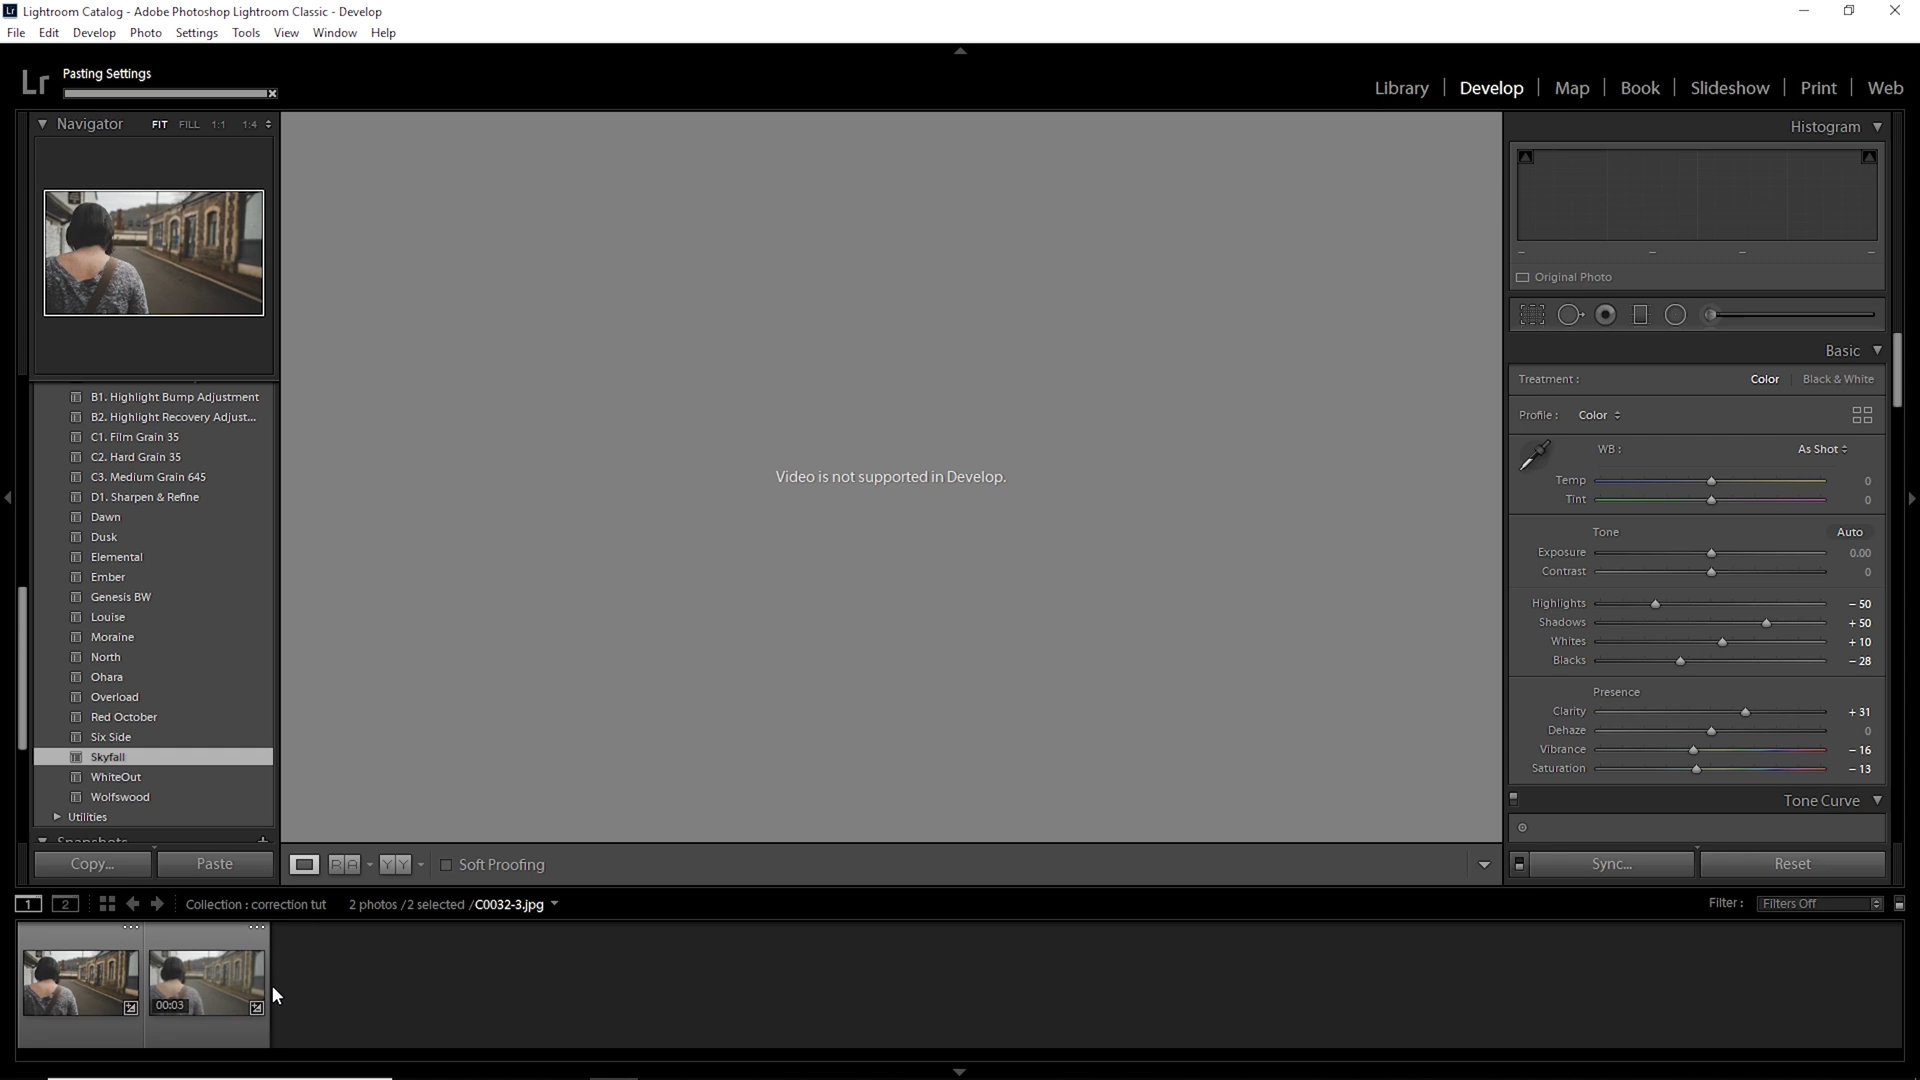 Lr Lightroom Catalog - Adobe Photoshop Lightroom Classic - Develop
File Edit Develop Photo Settings Tools View Window Help
Lr Pasting Settings
Library | Develop | Map | Book | Slideshow | Print | Web
Navigator FIT FILL 1:1 1:4
B1. Highlight Bump Adjustment
B2. Highlight Recovery Adjust...
C1. Film Grain 35
C2. Hard Grain 35
C3. Medium Grain 645
D1. Sharpen & Refine
Dawn
Dusk
Elemental
Ember
Genesis BW
Louise
Moraine
North
Ohara
Overload
Red October
Six Side
Skyfall
WhiteOut
Wolfswood
Utilities
Snapshots
Copy... Paste
Video is not supported in Develop.
RA YY Soft Proofing
Histogram
Original Photo
Basic
Treatment : Color Black & White
Profile : Color
WB : As Shot
Temp 0
Tint 0
Tone Auto
Exposure 0.00
Contrast 0
Highlights − 50
Shadows + 50
Whites + 10
Blacks − 28
Presence
Clarity + 31
Dehaze 0
Vibrance − 16
Saturation − 13
Tone Curve
Sync... Reset
1 2 Collection : correction tut 2 photos /2 selected /C0032-3.jpg Filter : Filters Off
00:03